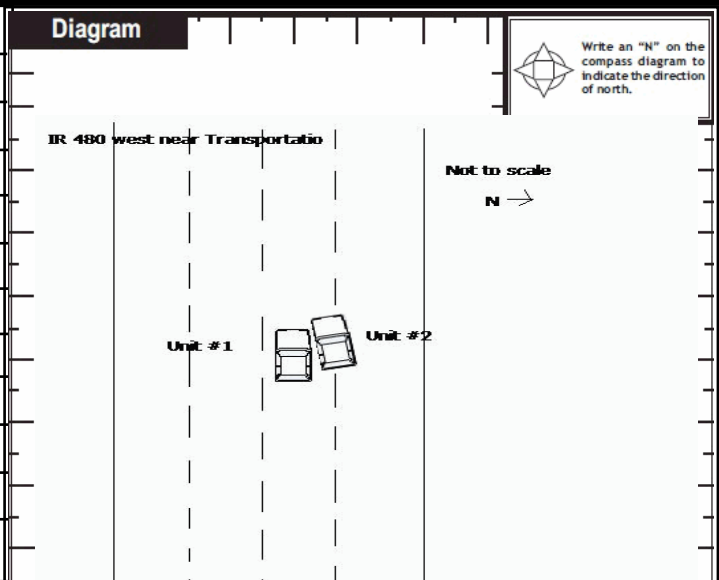 Diagram
Write an “N” on the
compass diagram to
indicate the direction
of north.
IR 480 west near Transportatio
Not to scale
N
Unit #1
Unit #2